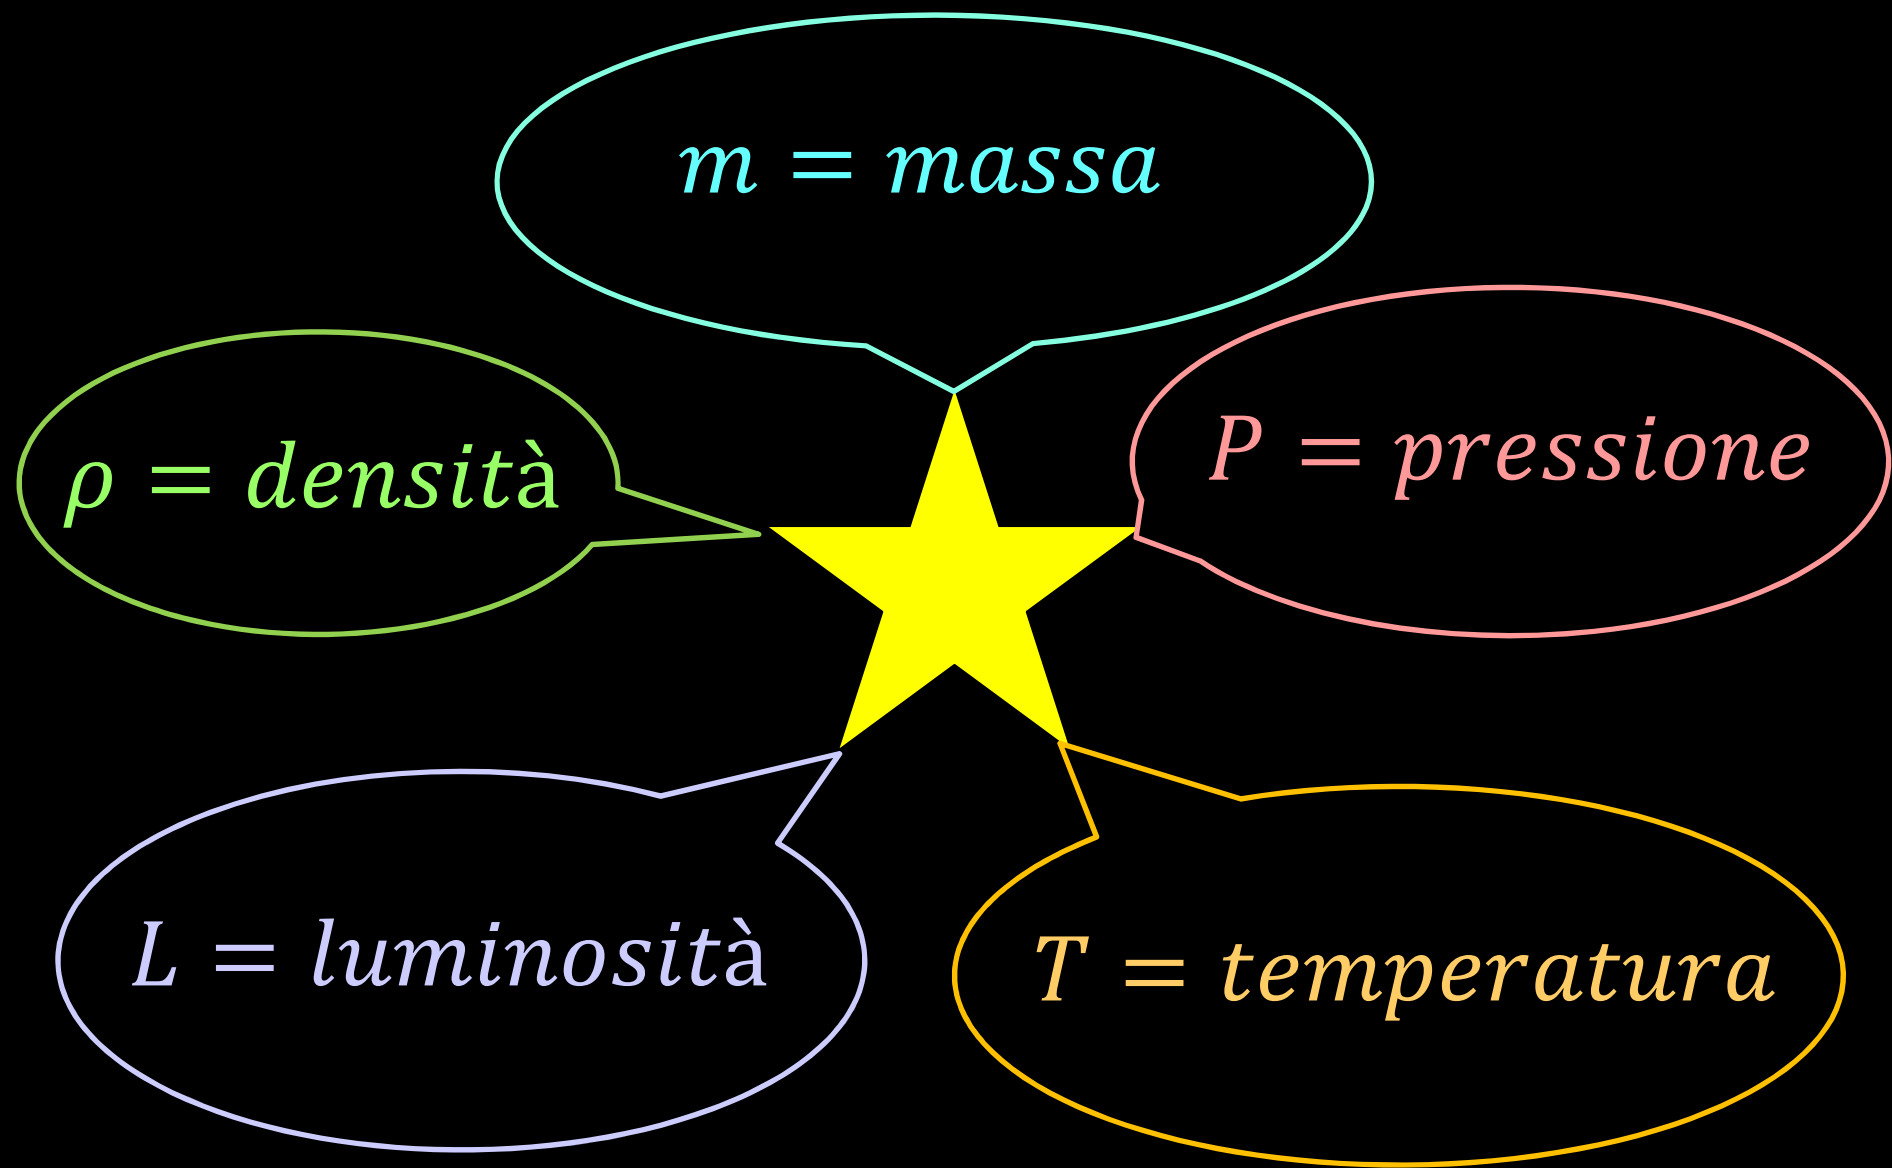 m = massa
P = pressione
ρ = densità
L = luminosità
T = temperatura